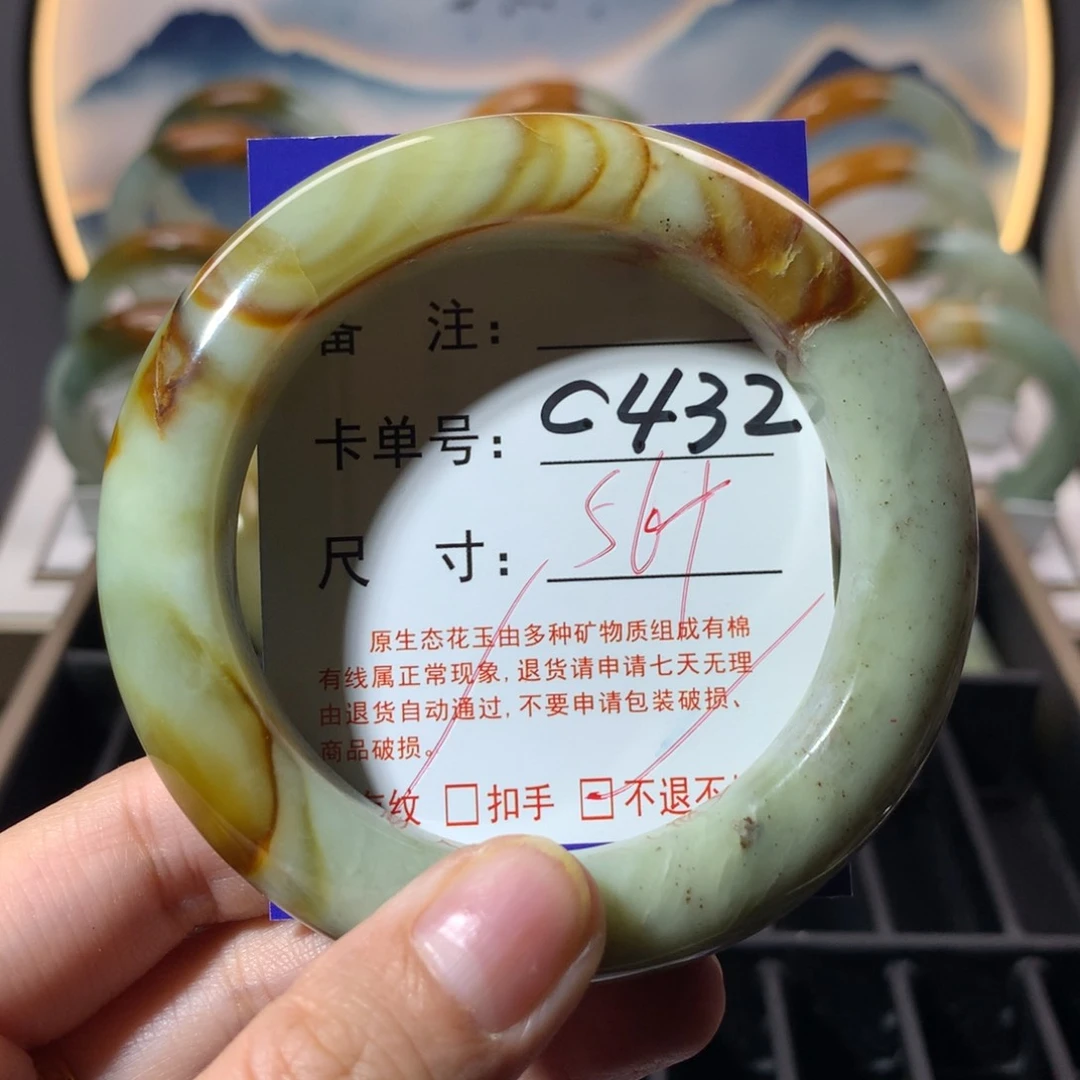 备 注:
卡单号: C432
尺 寸: 56+
原生态花玉由多种矿物质组成有棉
有线属正常现象,退货请申请七天无理
由退货自动通过,不要申请包装破损、
商品破损。
纹 □扣手 □不退不